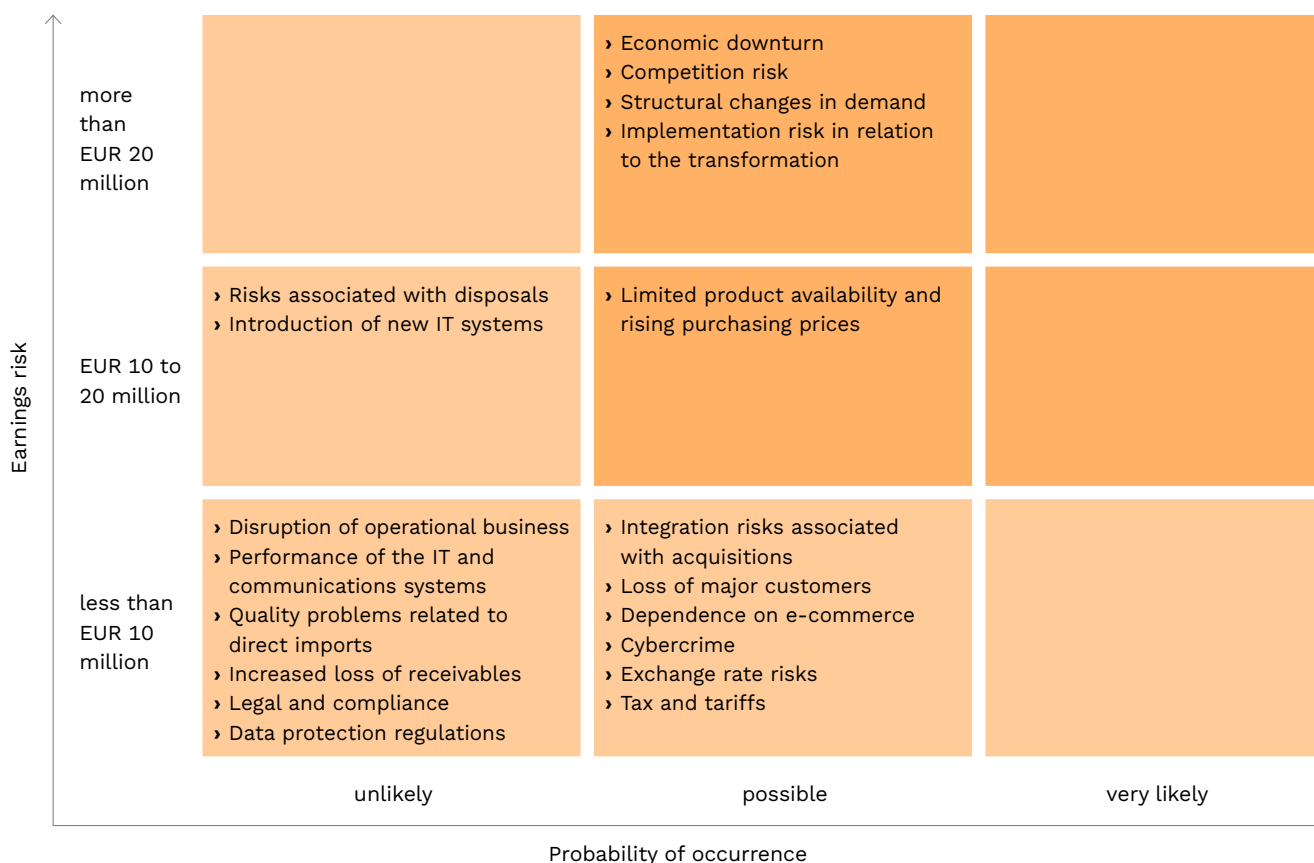 Earnings risk
more
than
EUR 20
million
› Economic downturn
› Competition risk
› Structural changes in demand
› Implementation risk in relation
to the transformation
EUR 10 to
20 million
› Risks associated with disposals
› Introduction of new IT systems
› Limited product availability and
rising purchasing prices
less than
EUR 10
million
› Disruption of operational business
› Performance of the IT and
communications systems
› Quality problems related to
direct imports
› Increased loss of receivables
› Legal and compliance
› Data protection regulations
› Integration risks associated
with acquisitions
› Loss of major customers
› Dependence on e-commerce
› Cybercrime
› Exchange rate risks
› Tax and tariffs
unlikely
possible
very likely
Probability of occurrence